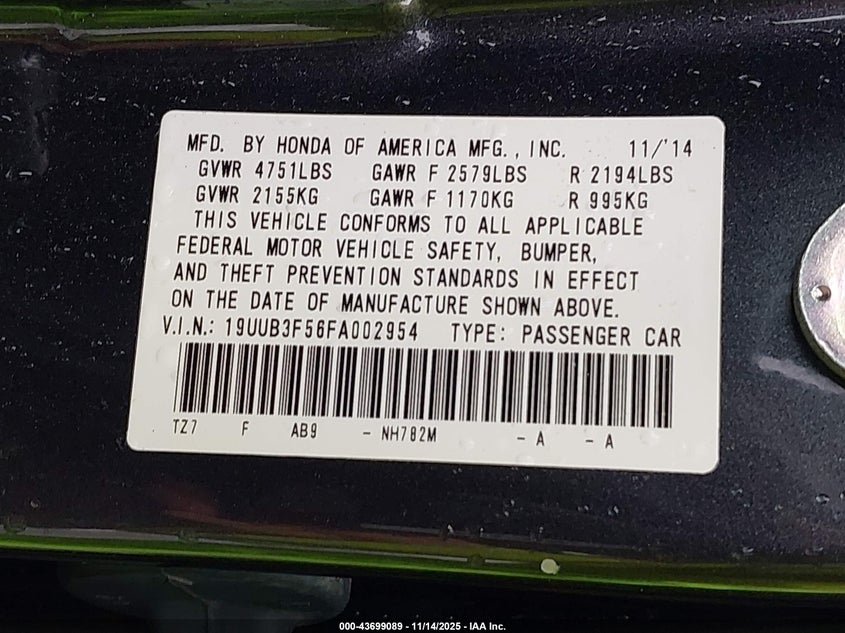 MFD. BY HONDA OF AMERICA MFG., INC. 11/'14
GVWR 4751LBS GAWR F 2579LBS R 2194LBS
GVWR 2155KG GAWR F 1170KG R 995KG
THIS VEHICLE CONFORMS TO ALL APPLICABLE
FEDERAL MOTOR VEHICLE SAFETY, BUMPER,
AND THEFT PREVENTION STANDARDS IN EFFECT
ON THE DATE OF MANUFACTURE SHOWN ABOVE.
V.I.N.: 19UUB3F56FA002954 TYPE: PASSENGER CAR
TZ7 F AB9 - NH782M - A - A
000-43699089 - 11/14/2025 - IAA Inc.